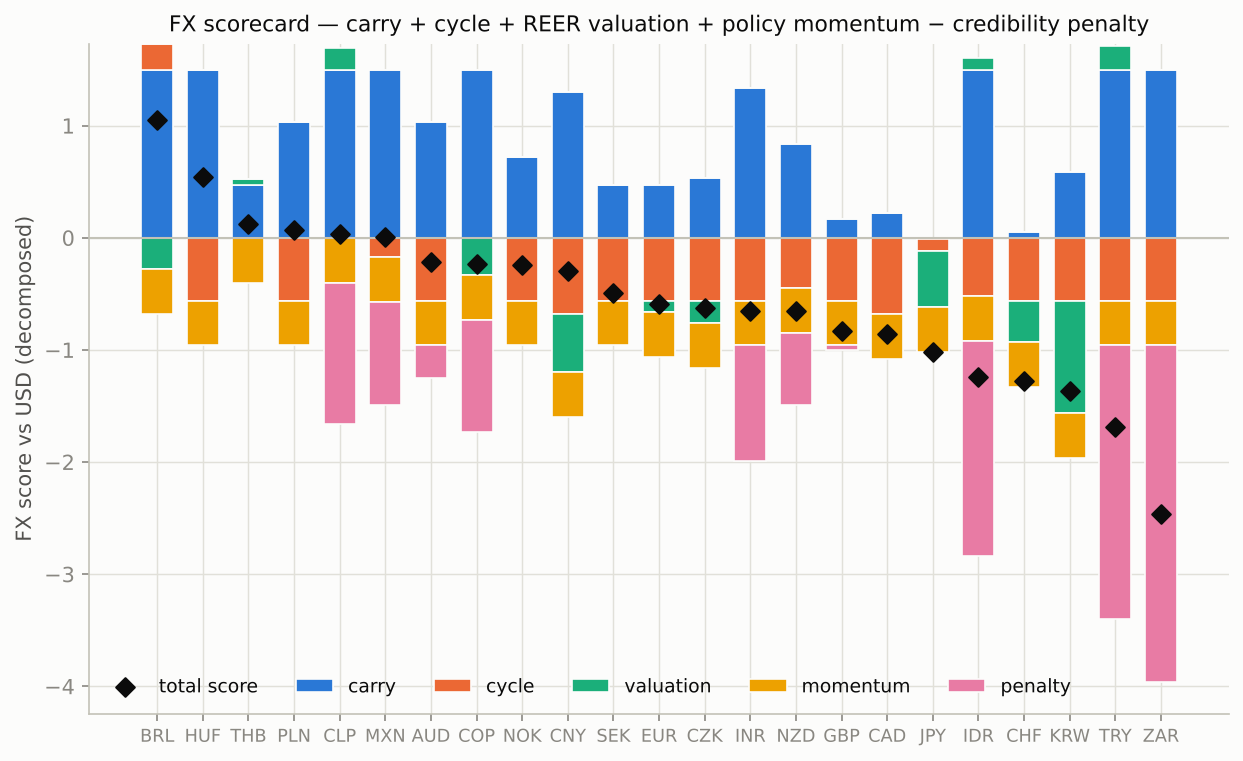 FX scorecard — carry + cycle + REER valuation + policy momentum − credibility penalty
FX score vs USD (decomposed)
1
0
−1
−2
−3
−4
total score carry cycle valuation momentum penalty
BRL HUF THB PLN CLP MXN AUD COP NOK CNY SEK EUR CZK INR NZD GBP CAD JPY IDR CHF KRW TRY ZAR